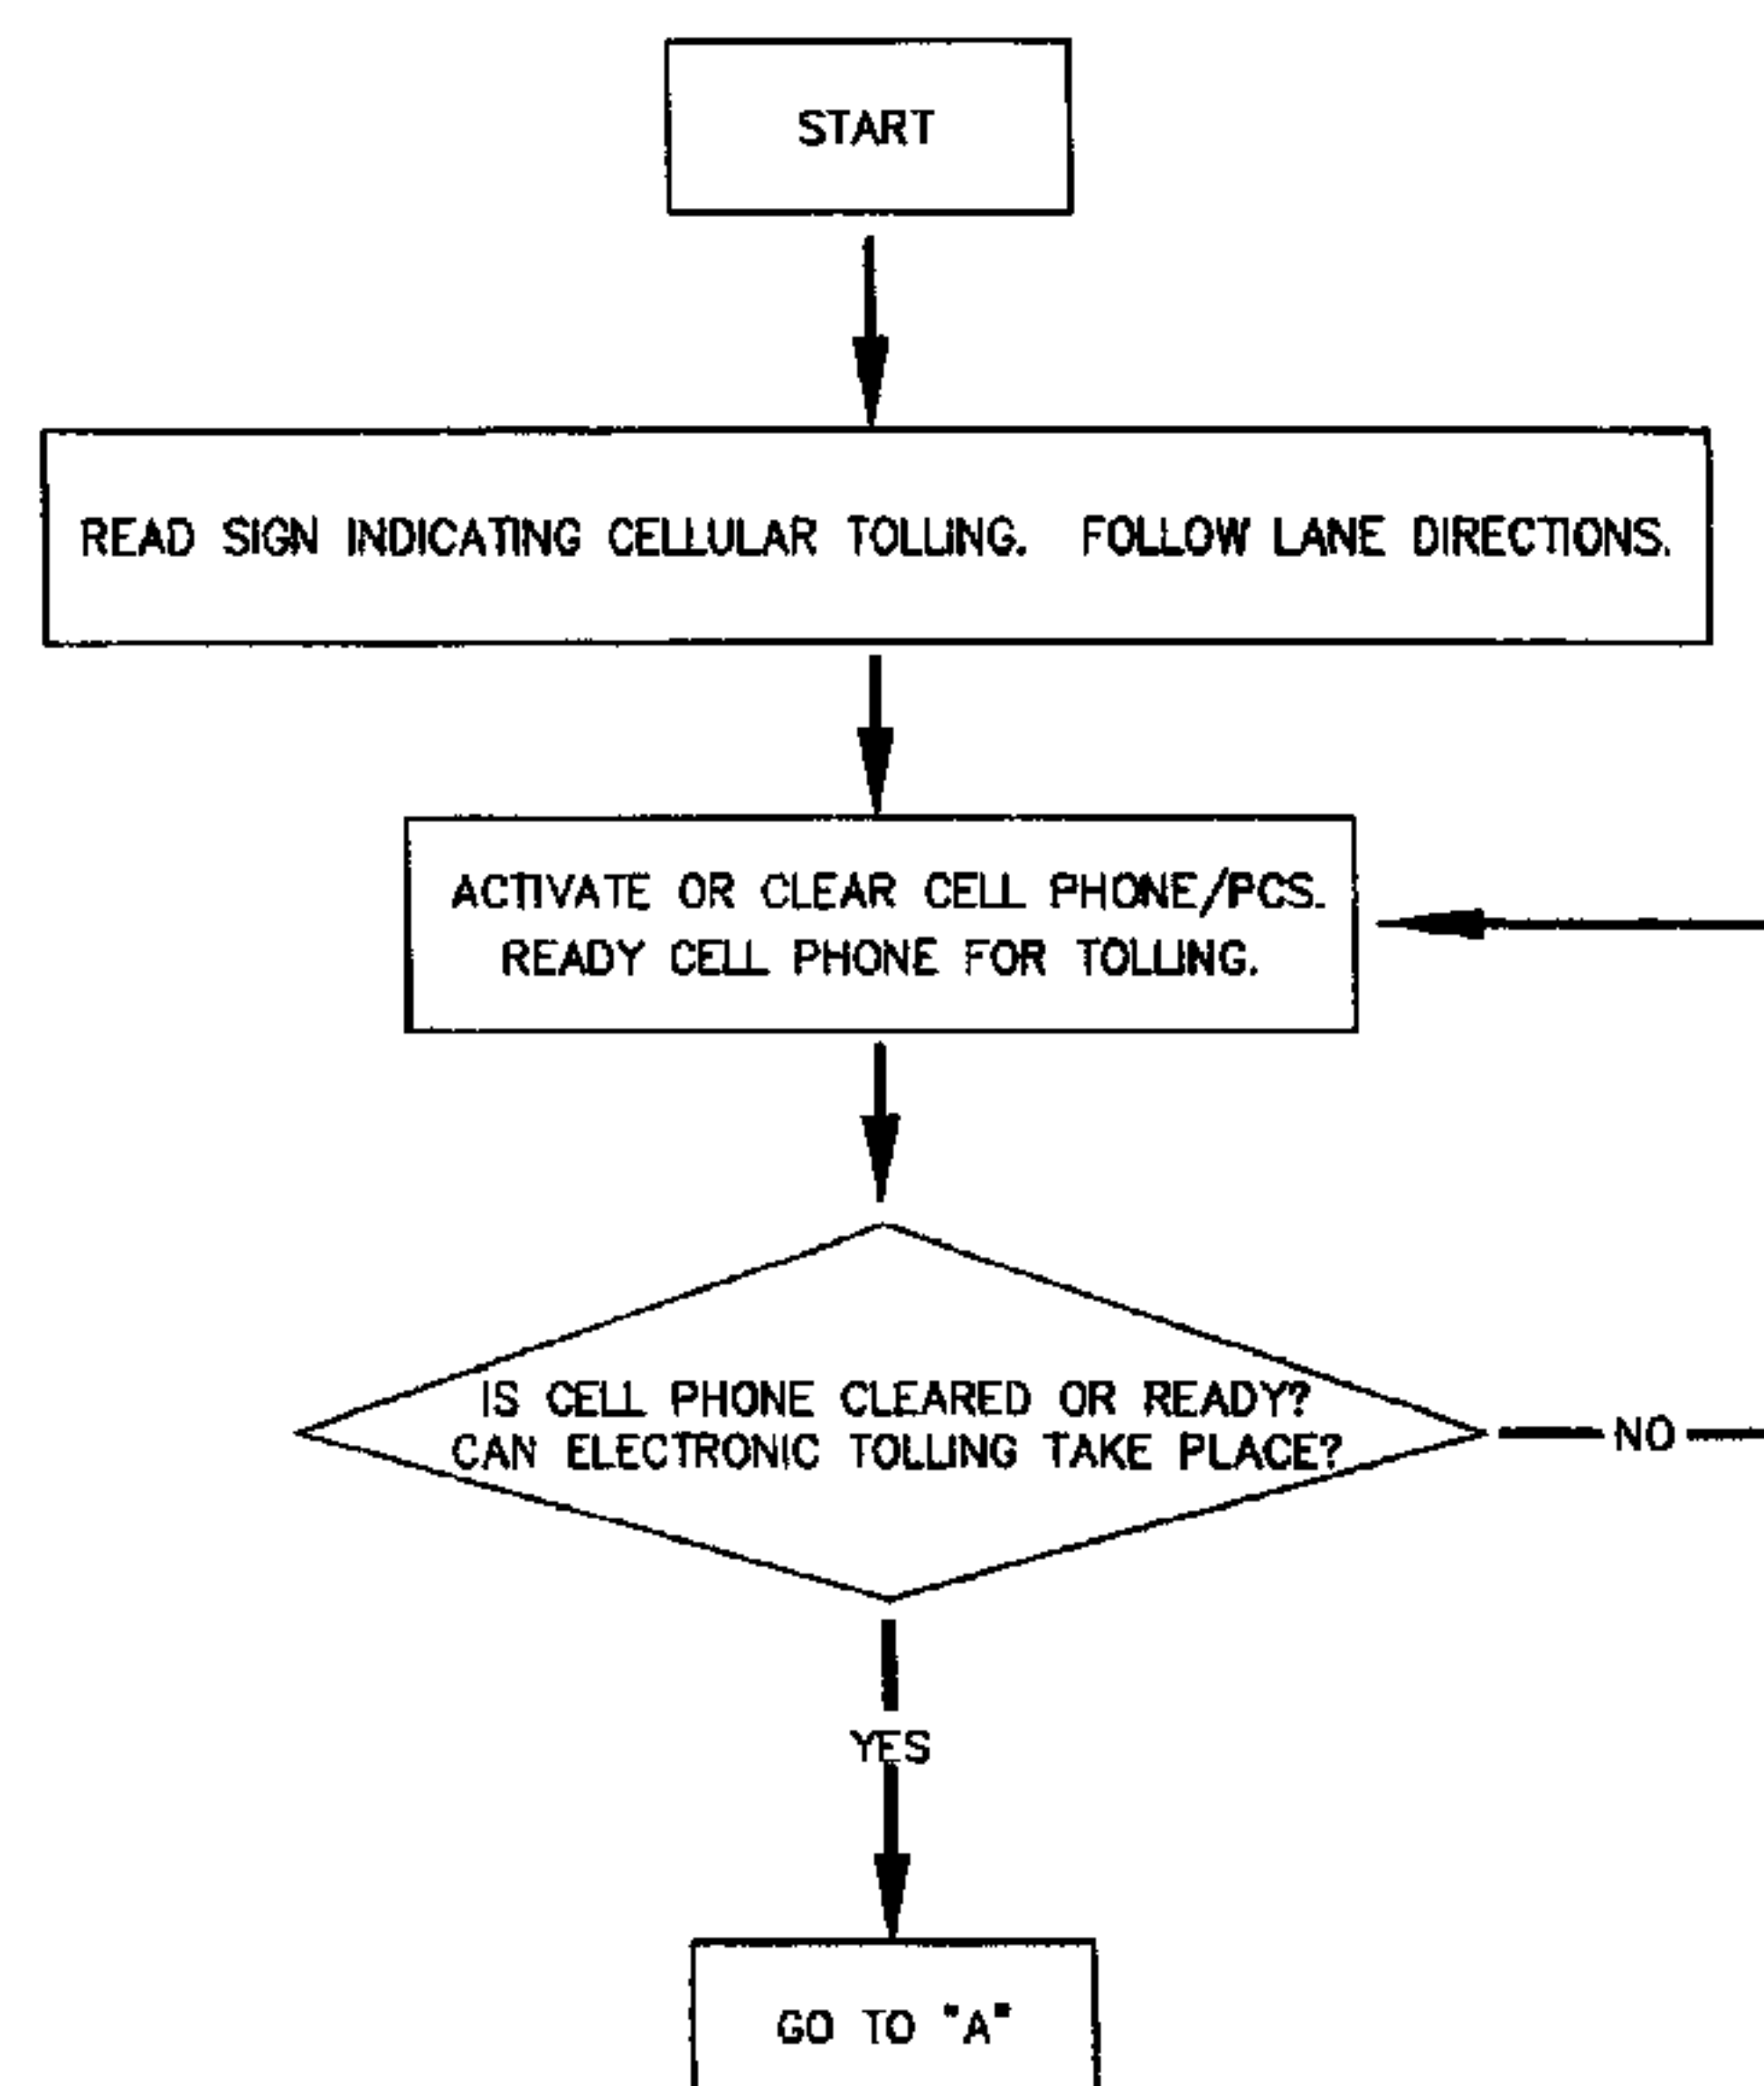 START
READ SIGN INDICATING CELLULAR TOLLING. FOLLOW LANE DIRECTIONS.
ACTIVATE OR CLEAR CELL PHONE/PCS.
READY CELL PHONE FOR TOLLING.
IS CELL PHONE CLEARED OR READY?
CAN ELECTRONIC TOLLING TAKE PLACE?
NO
YES
GO TO "A"